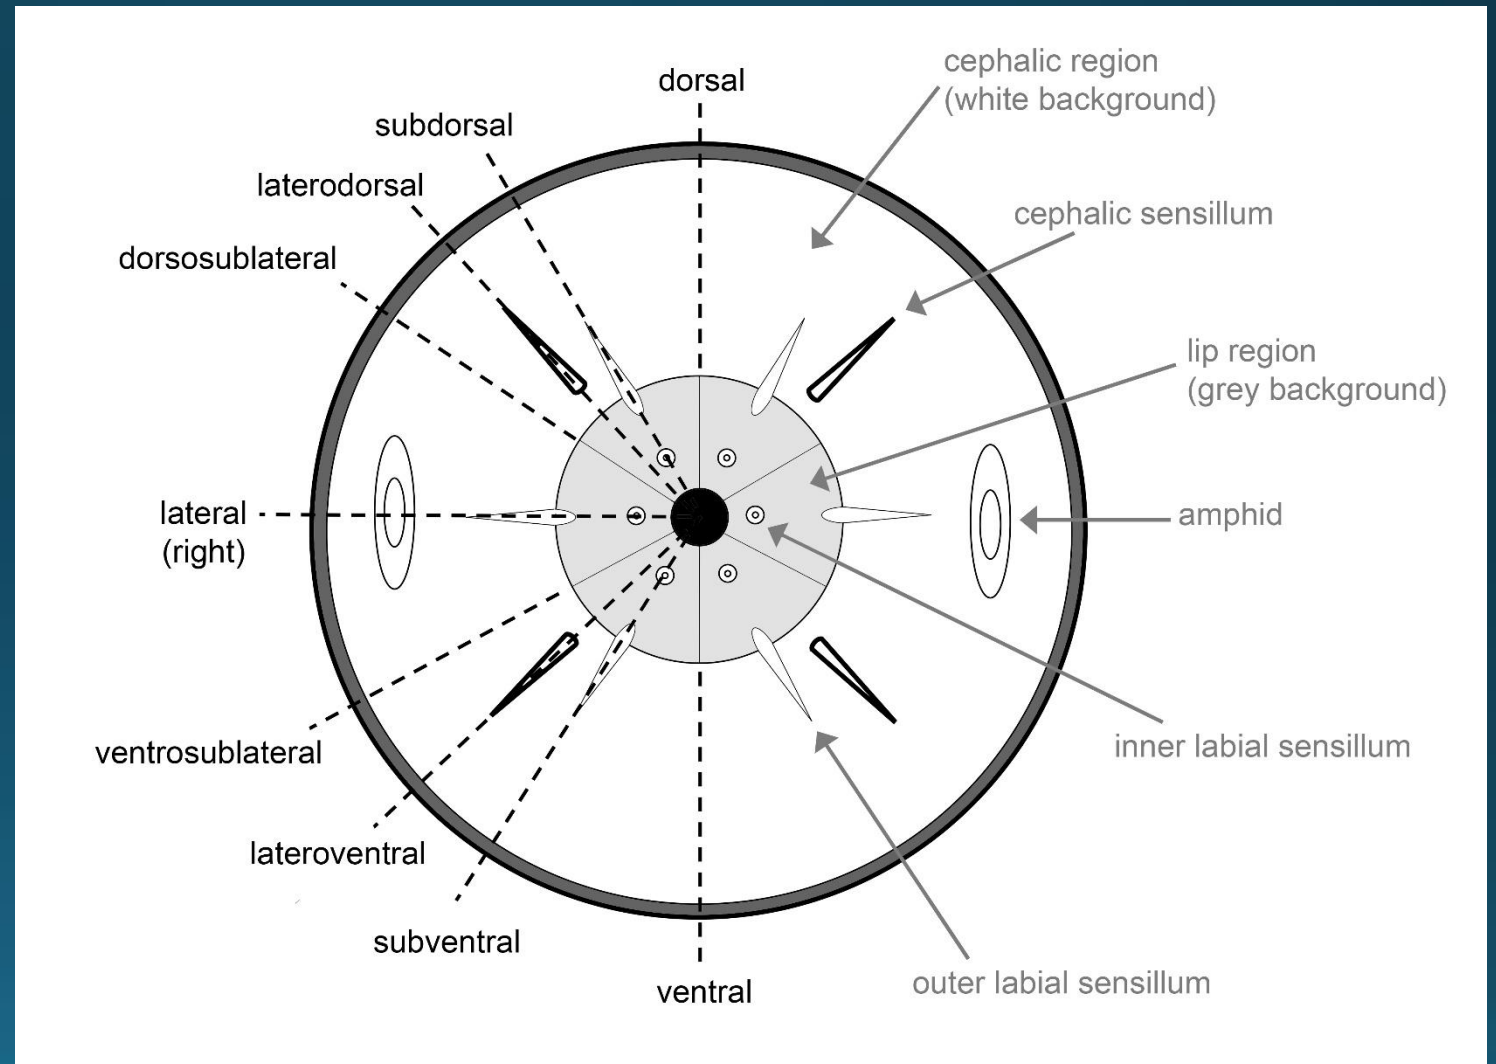 dorsal
subdorsal
laterodorsal
dorsosublateral
lateral
(right)
ventrosublateral
lateroventral
subventral
ventral
cephalic region
(white background)
cephalic sensillum
lip region
(grey background)
amphid
inner labial sensillum
outer labial sensillum